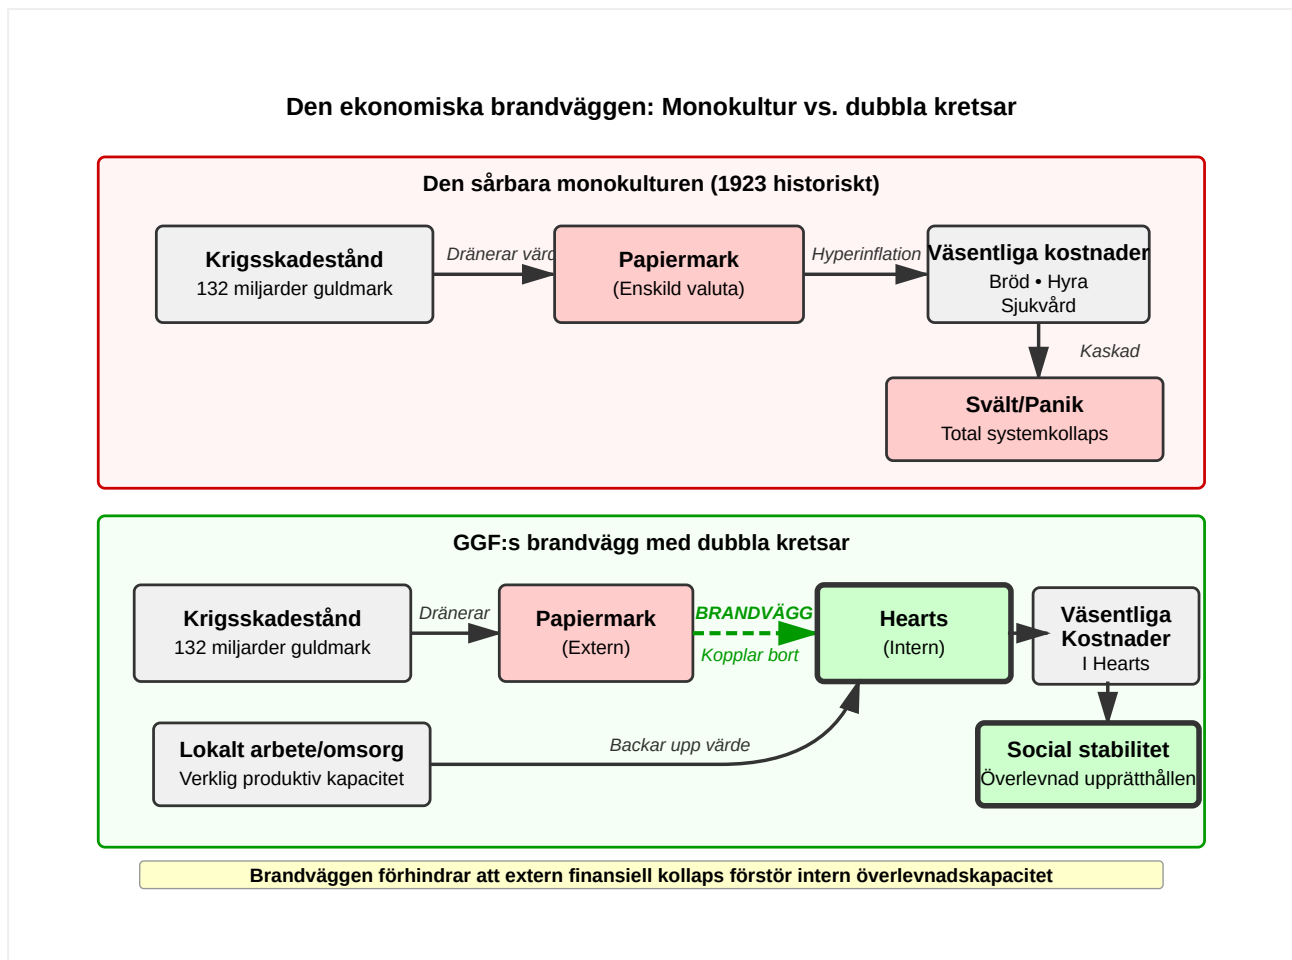 Den ekonomiska brandväggen: Monokultur vs. dubbla kretsar
Den sårbara monokulturen (1923 historiskt)
Krigsskadestånd
132 miljarder guldmark
Dränerar värd
Papiermark
(Enskild valuta)
Hyperinflation
Väsentliga kostnader
Bröd • Hyra
Sjukvård
Kaskad
Svält/Panik
Total systemkollaps
GGF:s brandvägg med dubbla kretsar
Krigsskadestånd
132 miljarder guldmark
Dränerar
Papiermark
(Extern)
BRANDVÄGG
Kopplar bort
Hearts
(Intern)
Väsentliga
Kostnader
I Hearts
Lokalt arbete/omsorg
Verklig produktiv kapacitet
Backar upp värde
Social stabilitet
Överlevnad upprätthållen
Brandväggen förhindrar att extern finansiell kollaps förstör intern överlevnadskapacitet